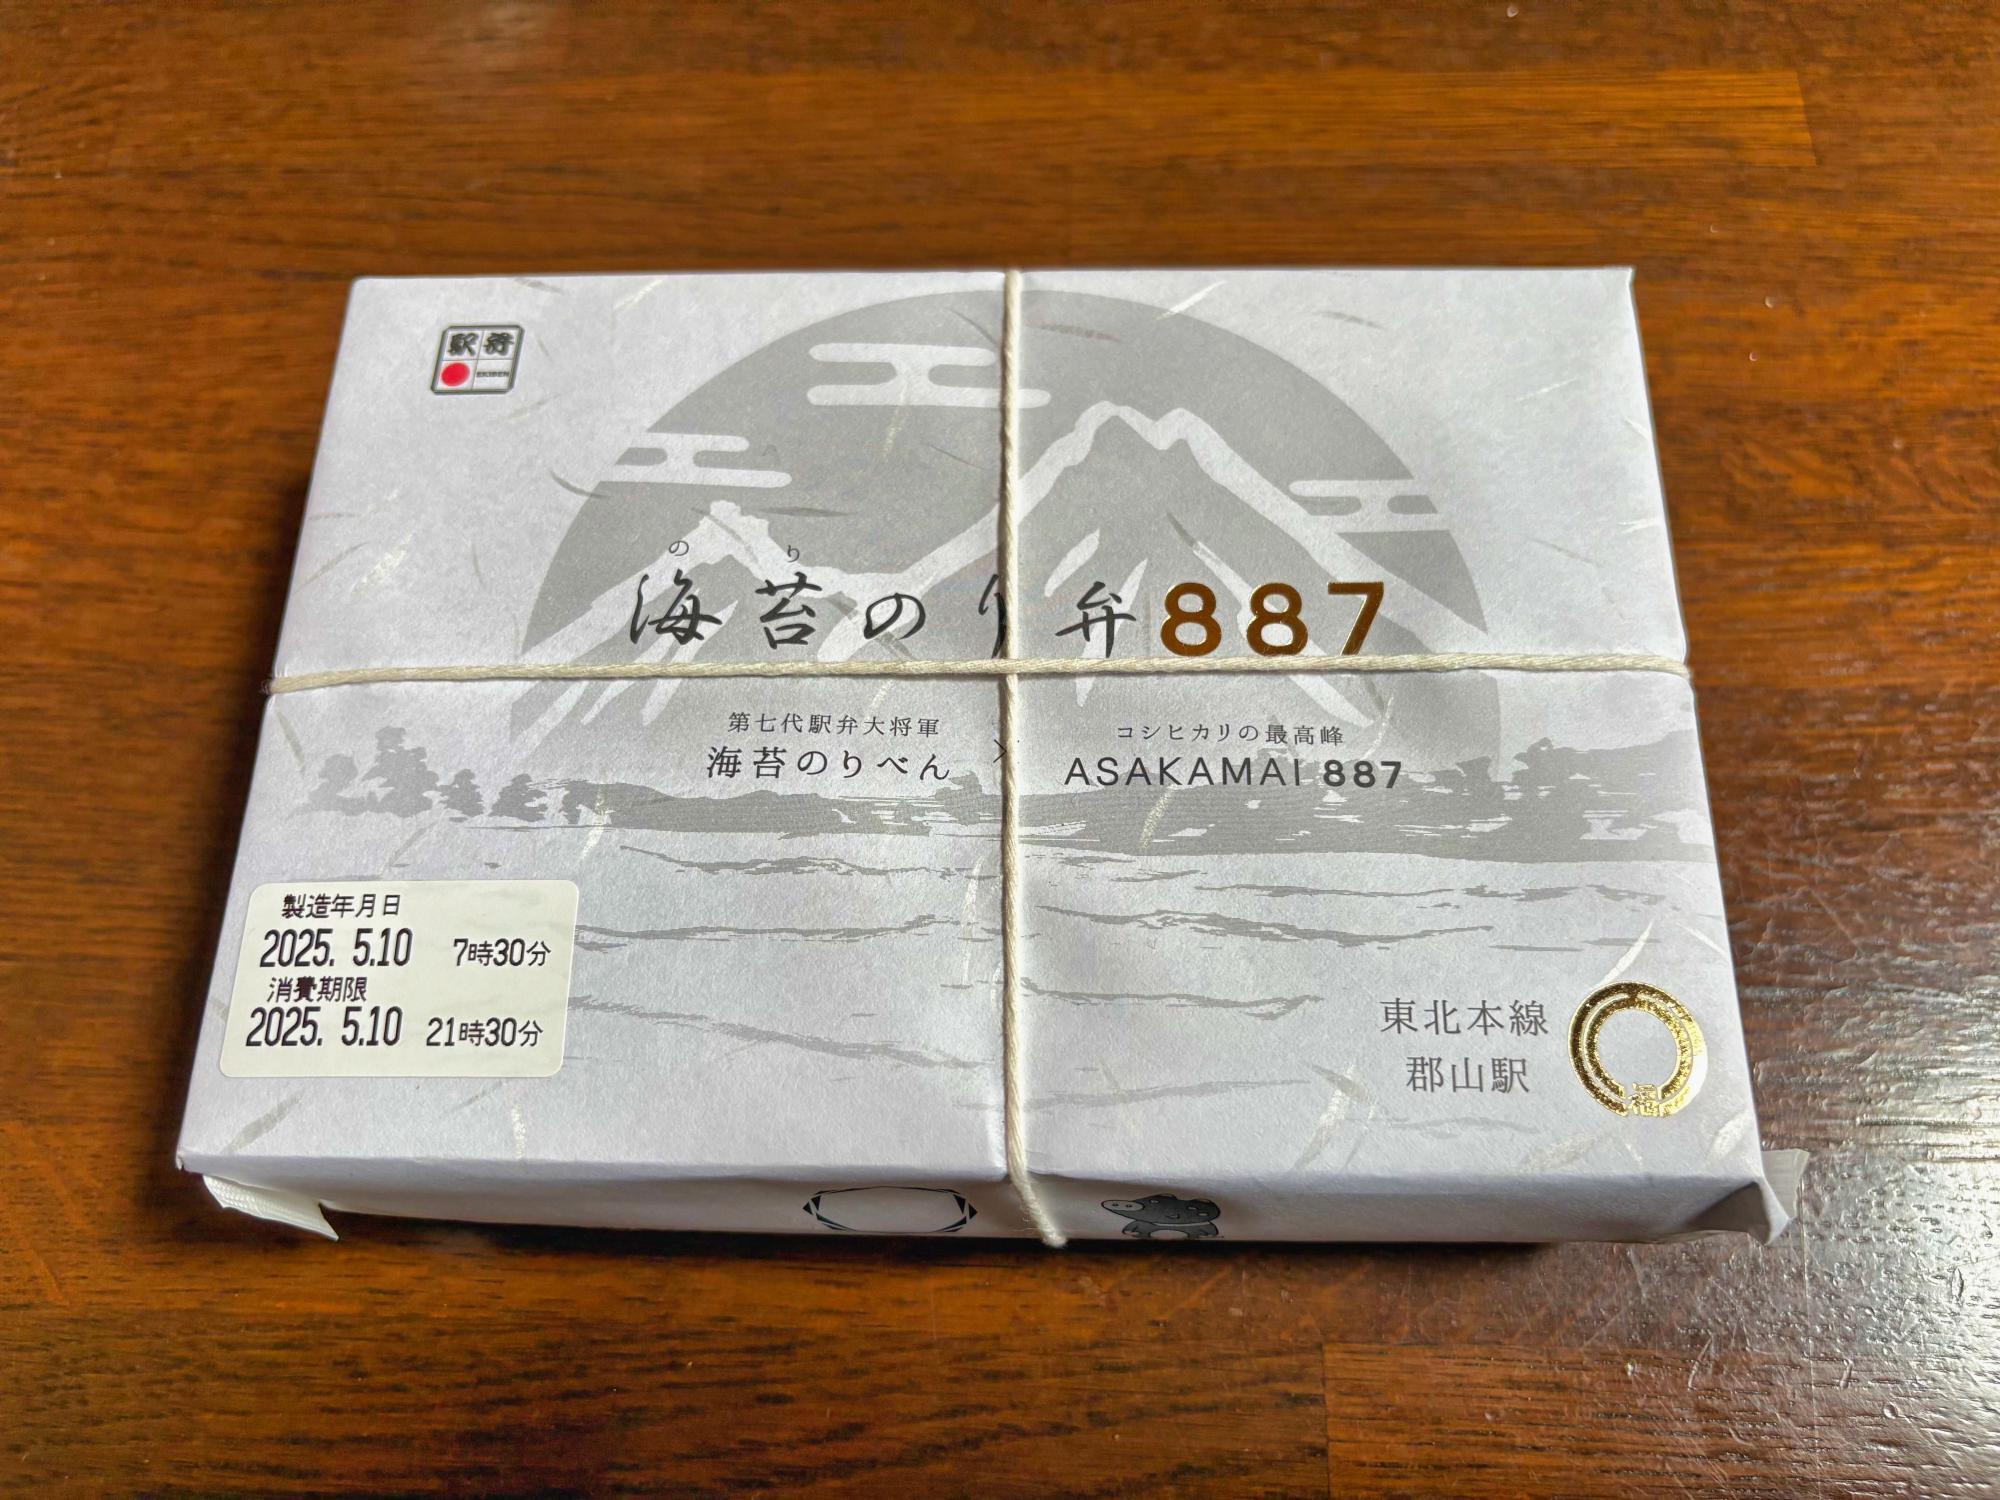 駅弁
EKIBEN
のり
海苔のり弁887
第七代駅弁大将軍
海苔のりべん
×
コシヒカリの最高峰
ASAKAMAI 887
製造年月日
2025. 5.10 7時30分
消費期限
2025. 5.10 21時30分
東北本線
郡山駅
福